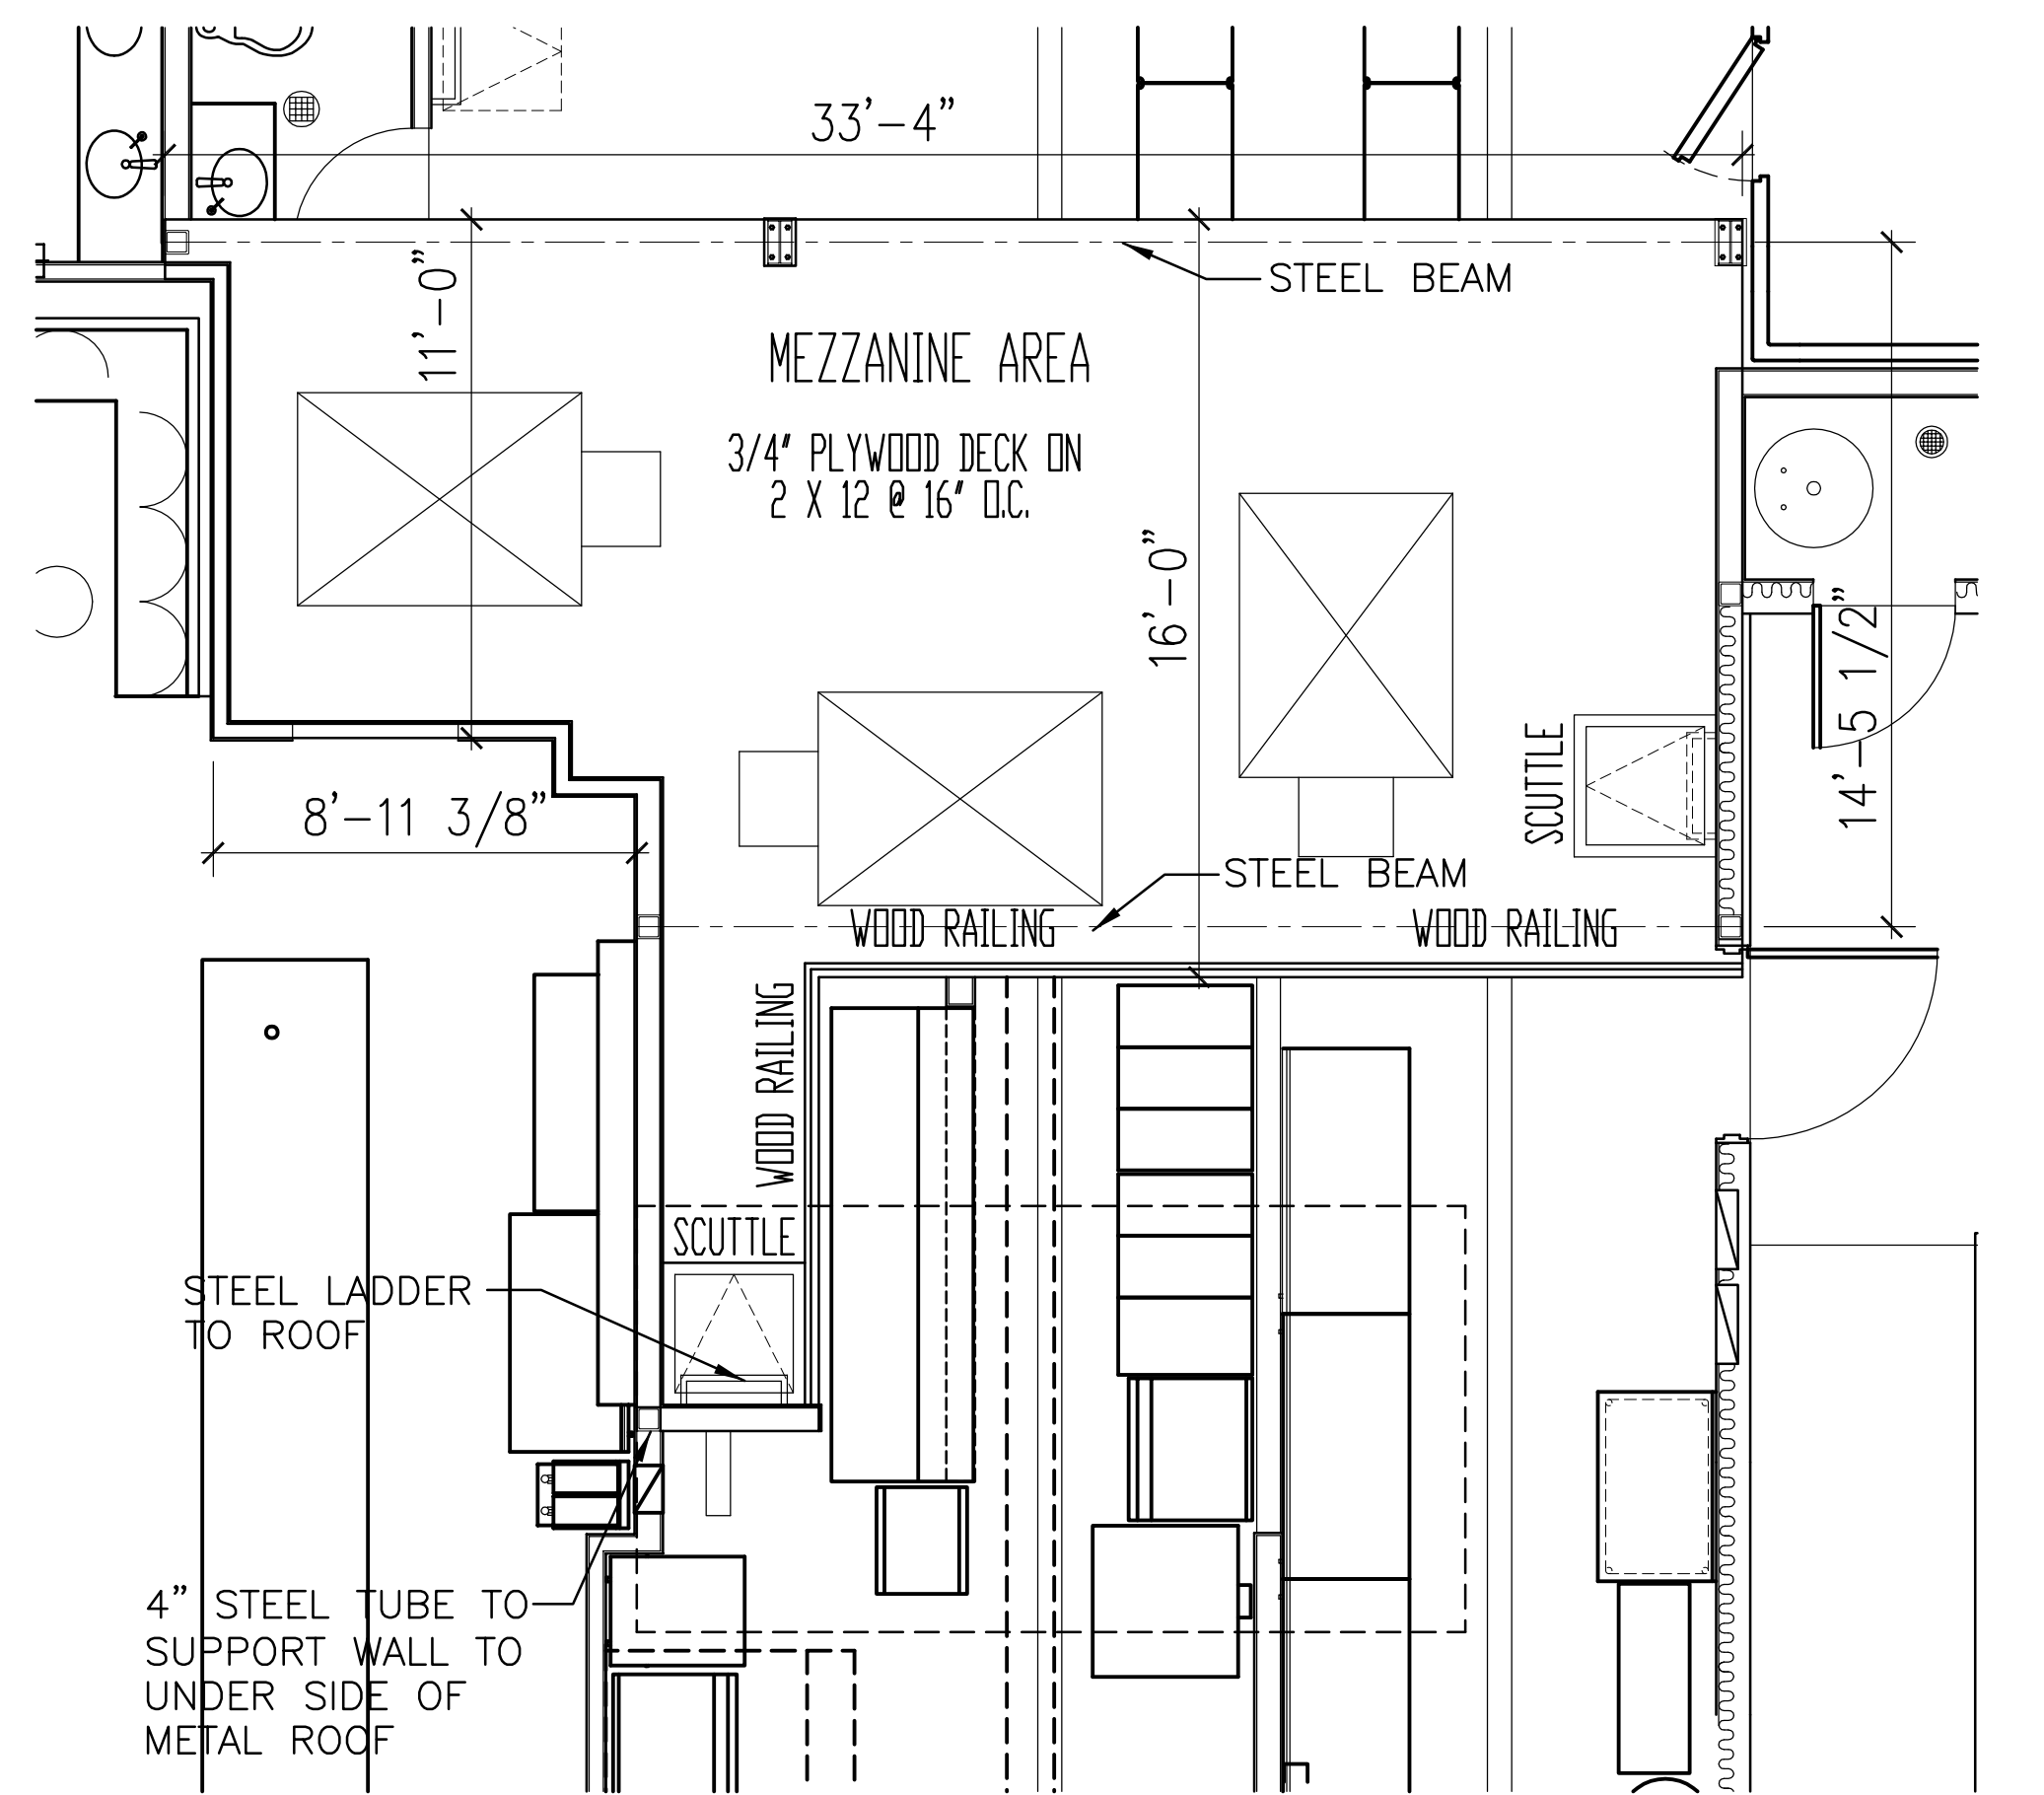 33'-4"
STEEL BEAM
11'-0"
MEZZANINE AREA
3/4" PLYWOOD DECK ON
2 X 12 @ 16" O.C.
16'-0"
14'-5 1/2"
SCUTTLE
8'-11 3/8"
STEEL BEAM
WOOD RAILING
WOOD RAILING
WOOD RAILING
SCUTTLE
STEEL LADDER
TO ROOF
4" STEEL TUBE TO
SUPPORT WALL TO
UNDER SIDE OF
METAL ROOF